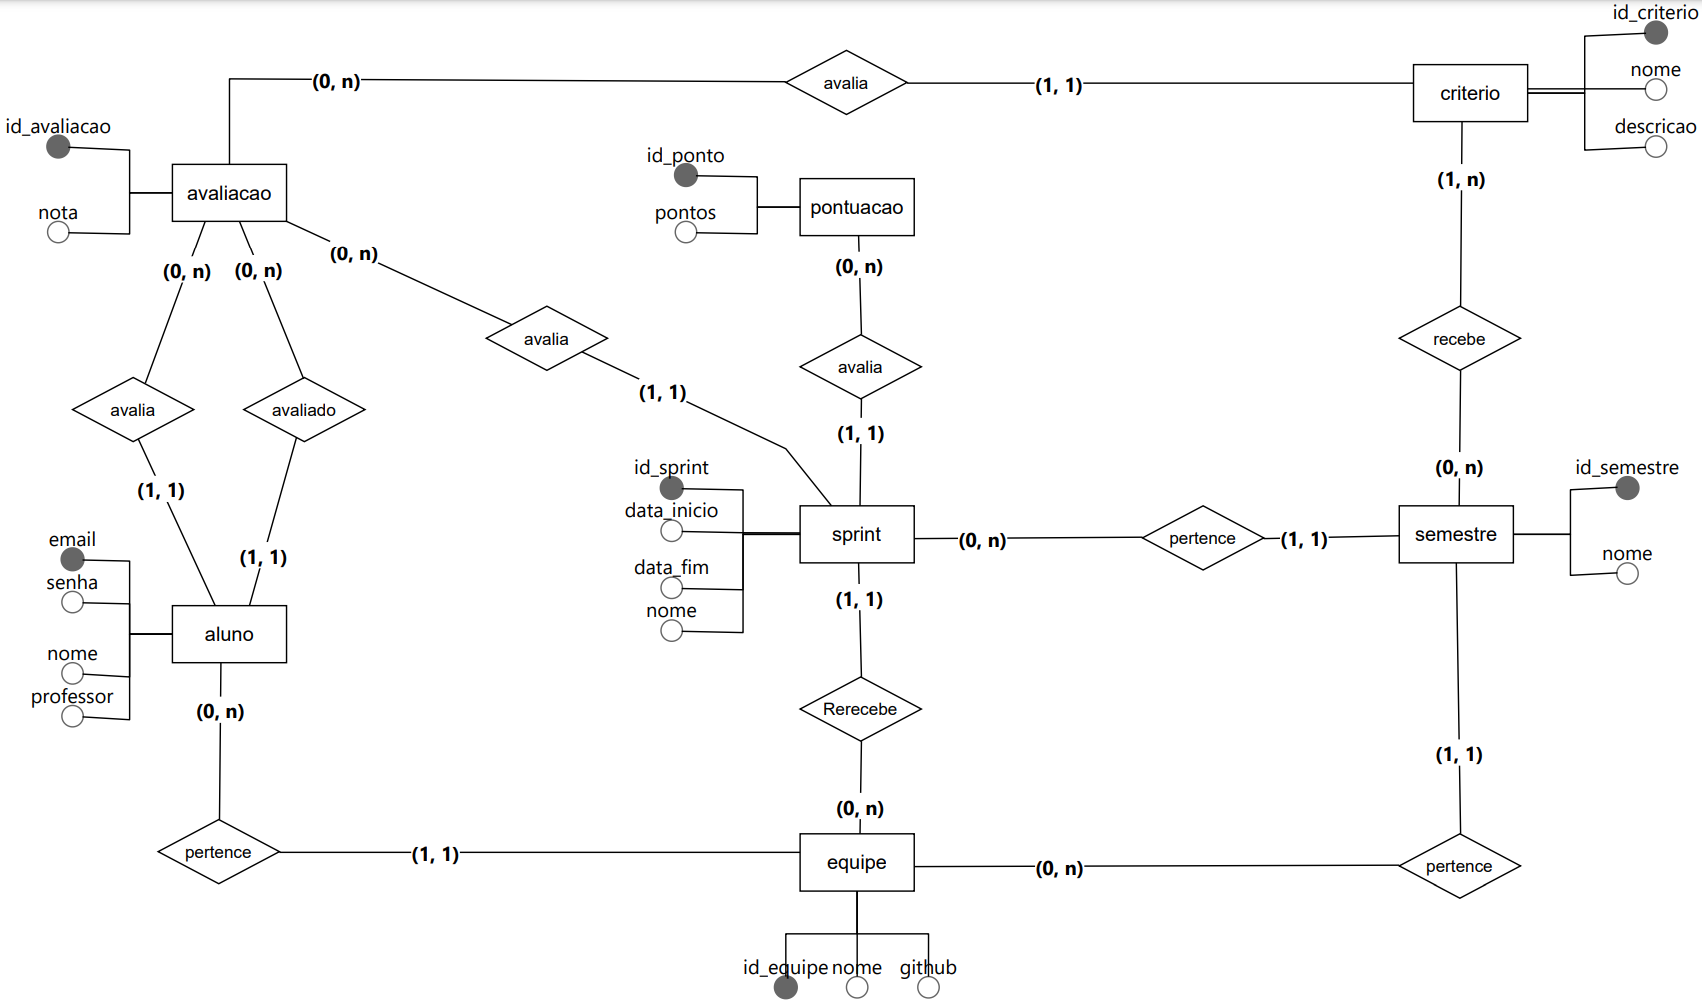 id_criterio
(0, n)
avalia
(1, 1)
criterio
nome
descricao
id_avaliacao
avaliacao
nota
id_ponto
pontuacao
pontos
(1, n)
(0, n)
(0, n)
(0, n)
(0, n)
avalia
recebe
avalia
(1, 1)
avalia
avaliado
(1, 1)
id_sprint
(0, n)
id_semestre
(1, 1)
data_inicio
sprint
(0, n)
pertence
(1, 1)
semestre
email
(1, 1)
nome
data_fim
senha
(1, 1)
nome
aluno
nome
professor
(0, n)
Rerecebe
(1, 1)
(0, n)
pertence
(1, 1)
equipe
(0, n)
pertence
id_equipe
nome
github